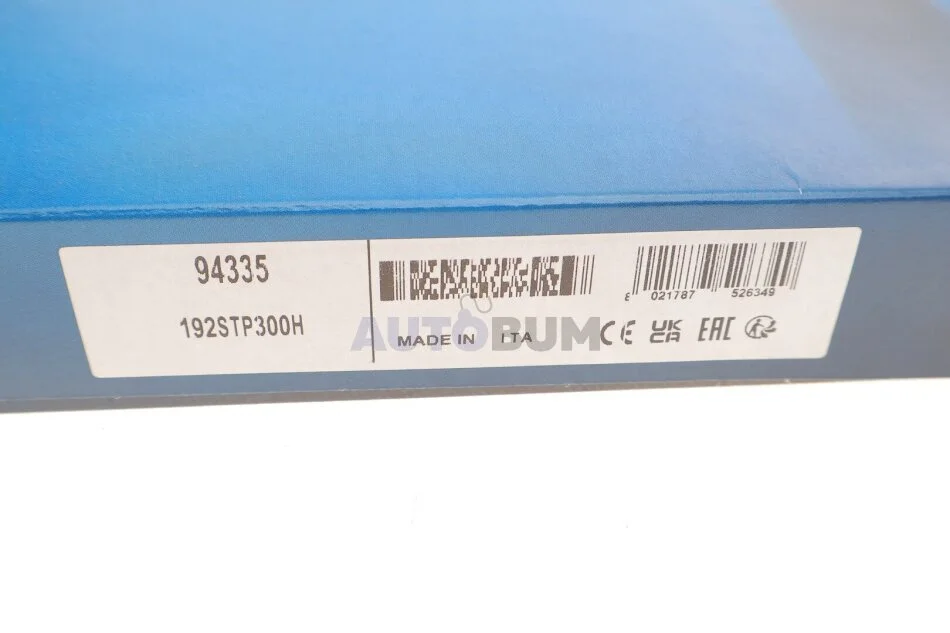 94335
192STP300H
8 021787 526349
AUTOBUM
MADE IN ITA
CE UK CA EAC